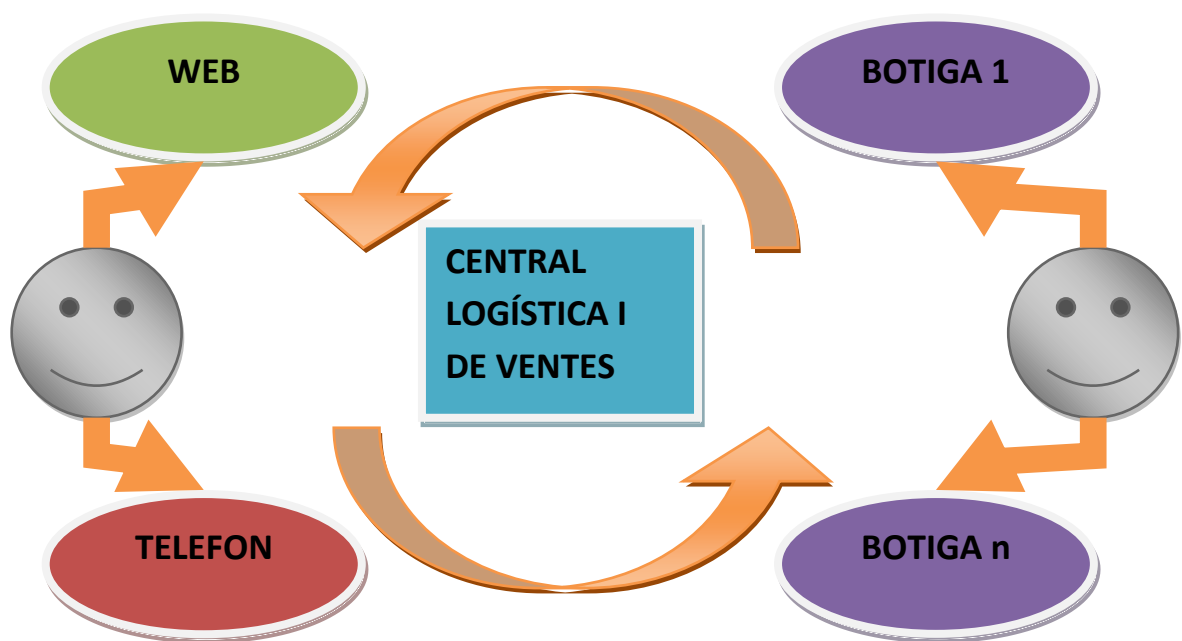 WEB
BOTIGA 1
CENTRAL
LOGÍSTICA I
DE VENTES
TELEFON
BOTIGA n